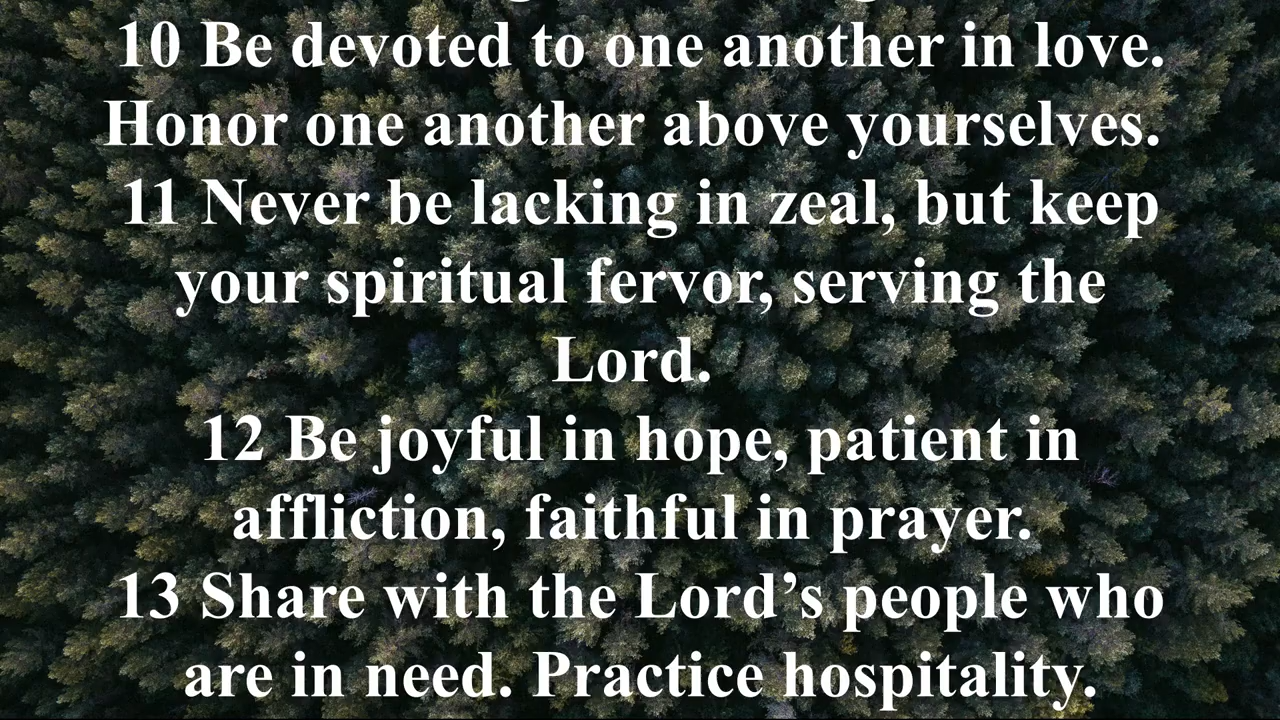 10 Be devoted to one another in love.
Honor one another above yourselves.
11 Never be lacking in zeal, but keep
your spiritual fervor, serving the
Lord.
12 Be joyful in hope, patient in
affliction, faithful in prayer.
13 Share with the Lord’s people who
are in need. Practice hospitality.